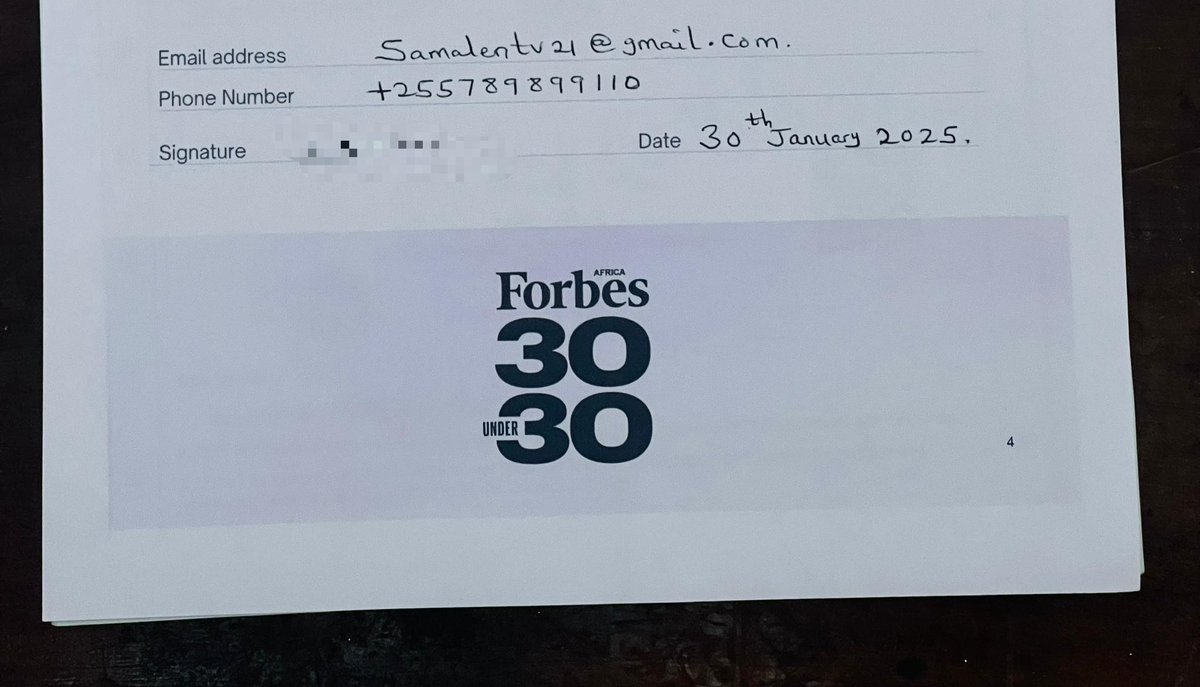 Email address Samalentv21@gmail.com.
Phone Number +255789899110
Signature Date 30th January 2025.
Forbes AFRICA
30
UNDER 30
4